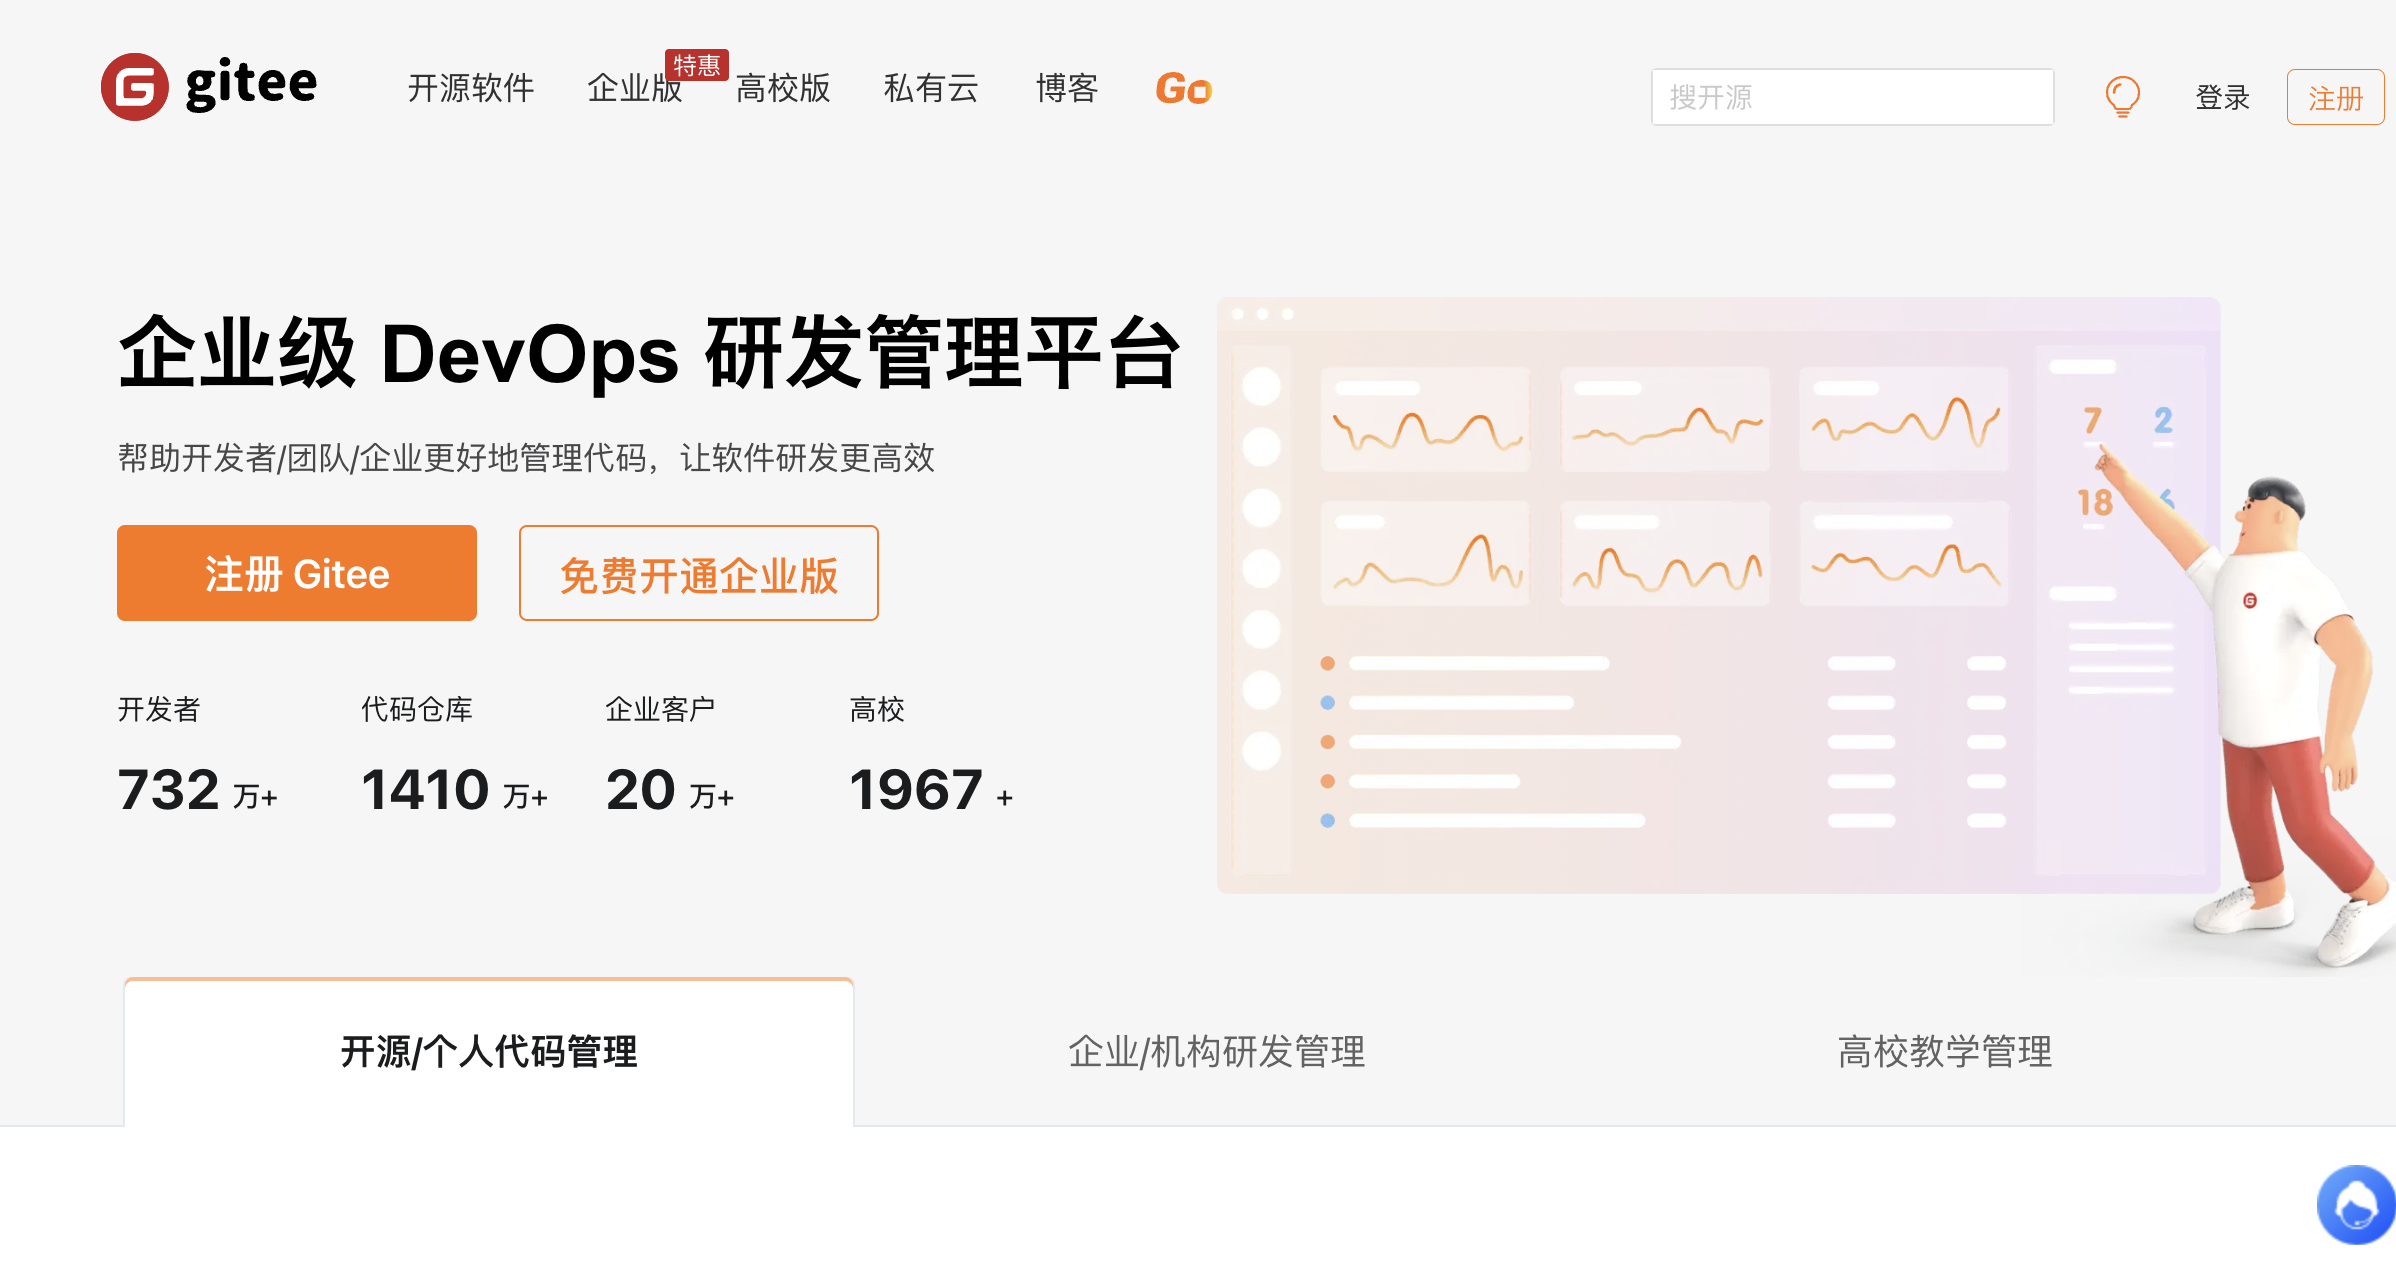 gitee
开源软件 企业版 特惠 高校版 私有云 博客 Go 搜开源 登录 注册
企业级 DevOps 研发管理平台
帮助开发者/团队/企业更好地管理代码，让软件研发更高效
注册 Gitee 免费开通企业版
开发者 代码仓库 企业客户 高校
732 万+ 1410 万+ 20 万+ 1967 +
7 2
18 6
开源/个人代码管理 企业/机构研发管理 高校教学管理